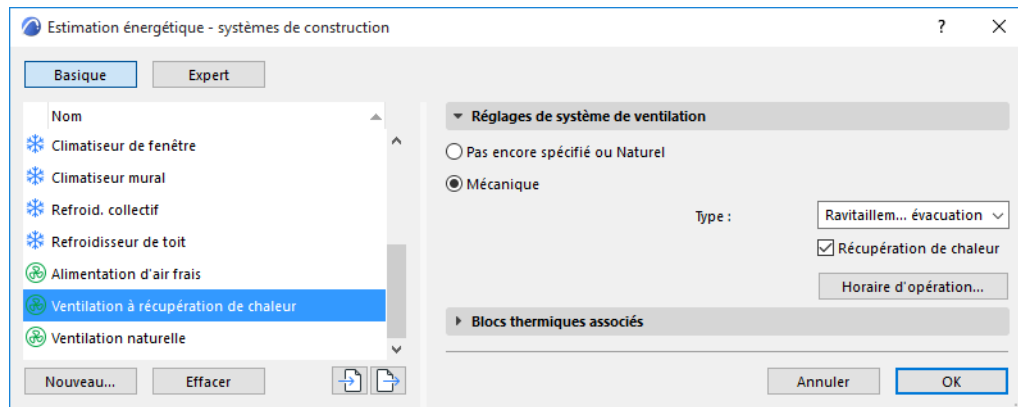 Estimation énergétique - systèmes de construction
?
Basique
Expert
Nom
Climatiseur de fenêtre
Climatiseur mural
Refroid. collectif
Refroidisseur de toit
Alimentation d'air frais
Ventilation à récupération de chaleur
Ventilation naturelle
Nouveau...
Effacer
Réglages de système de ventilation
Pas encore spécifié ou Naturel
Mécanique
Type :
Ravitaillem... évacuation
Récupération de chaleur
Horaire d'opération...
Blocs thermiques associés
Annuler
OK